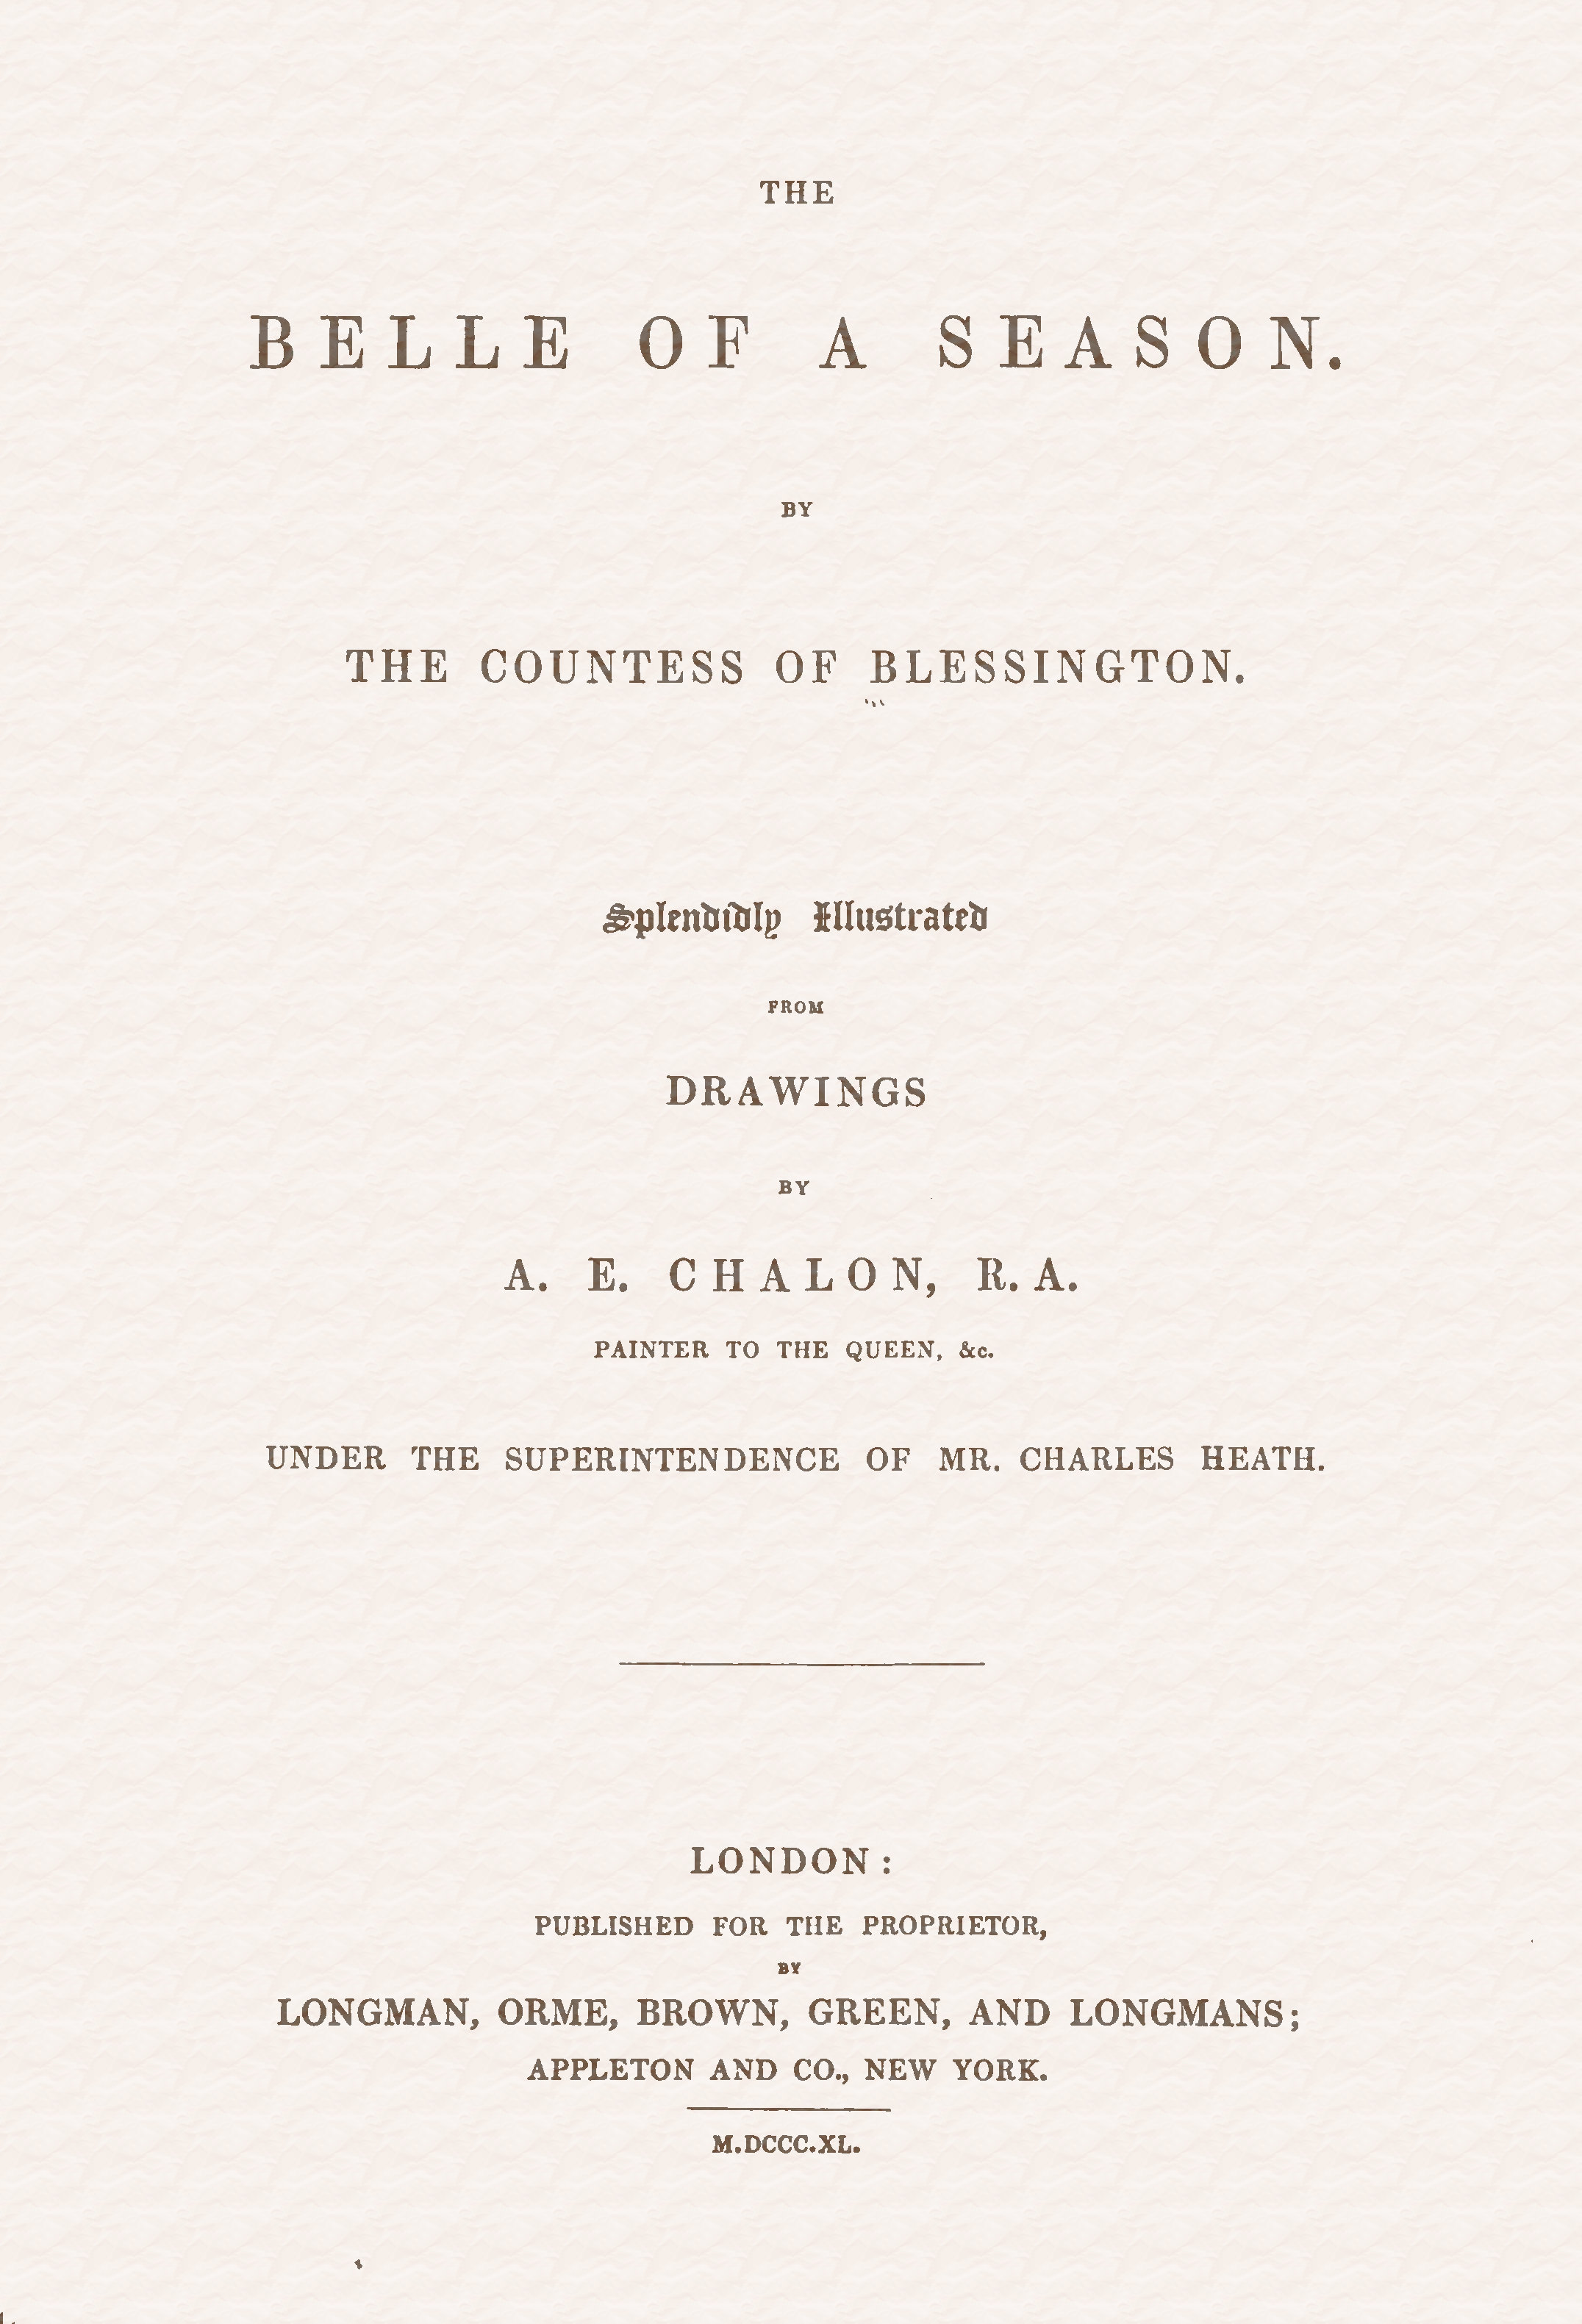 THE
BELLE OF A SEASON.
BY
THE COUNTESS OF BLESSINGTON.
Splendidly Illustrated
FROM
DRAWINGS
BY
A. E. CHALON, R. A.
PAINTER TO THE QUEEN, &c.
UNDER THE SUPERINTENDENCE OF MR. CHARLES HEATH.
LONDON:
PUBLISHED FOR THE PROPRIETOR,
BY
LONGMAN, ORME, BROWN, GREEN, AND LONGMANS;
APPLETON AND CO., NEW YORK.
M.DCCC.XL.